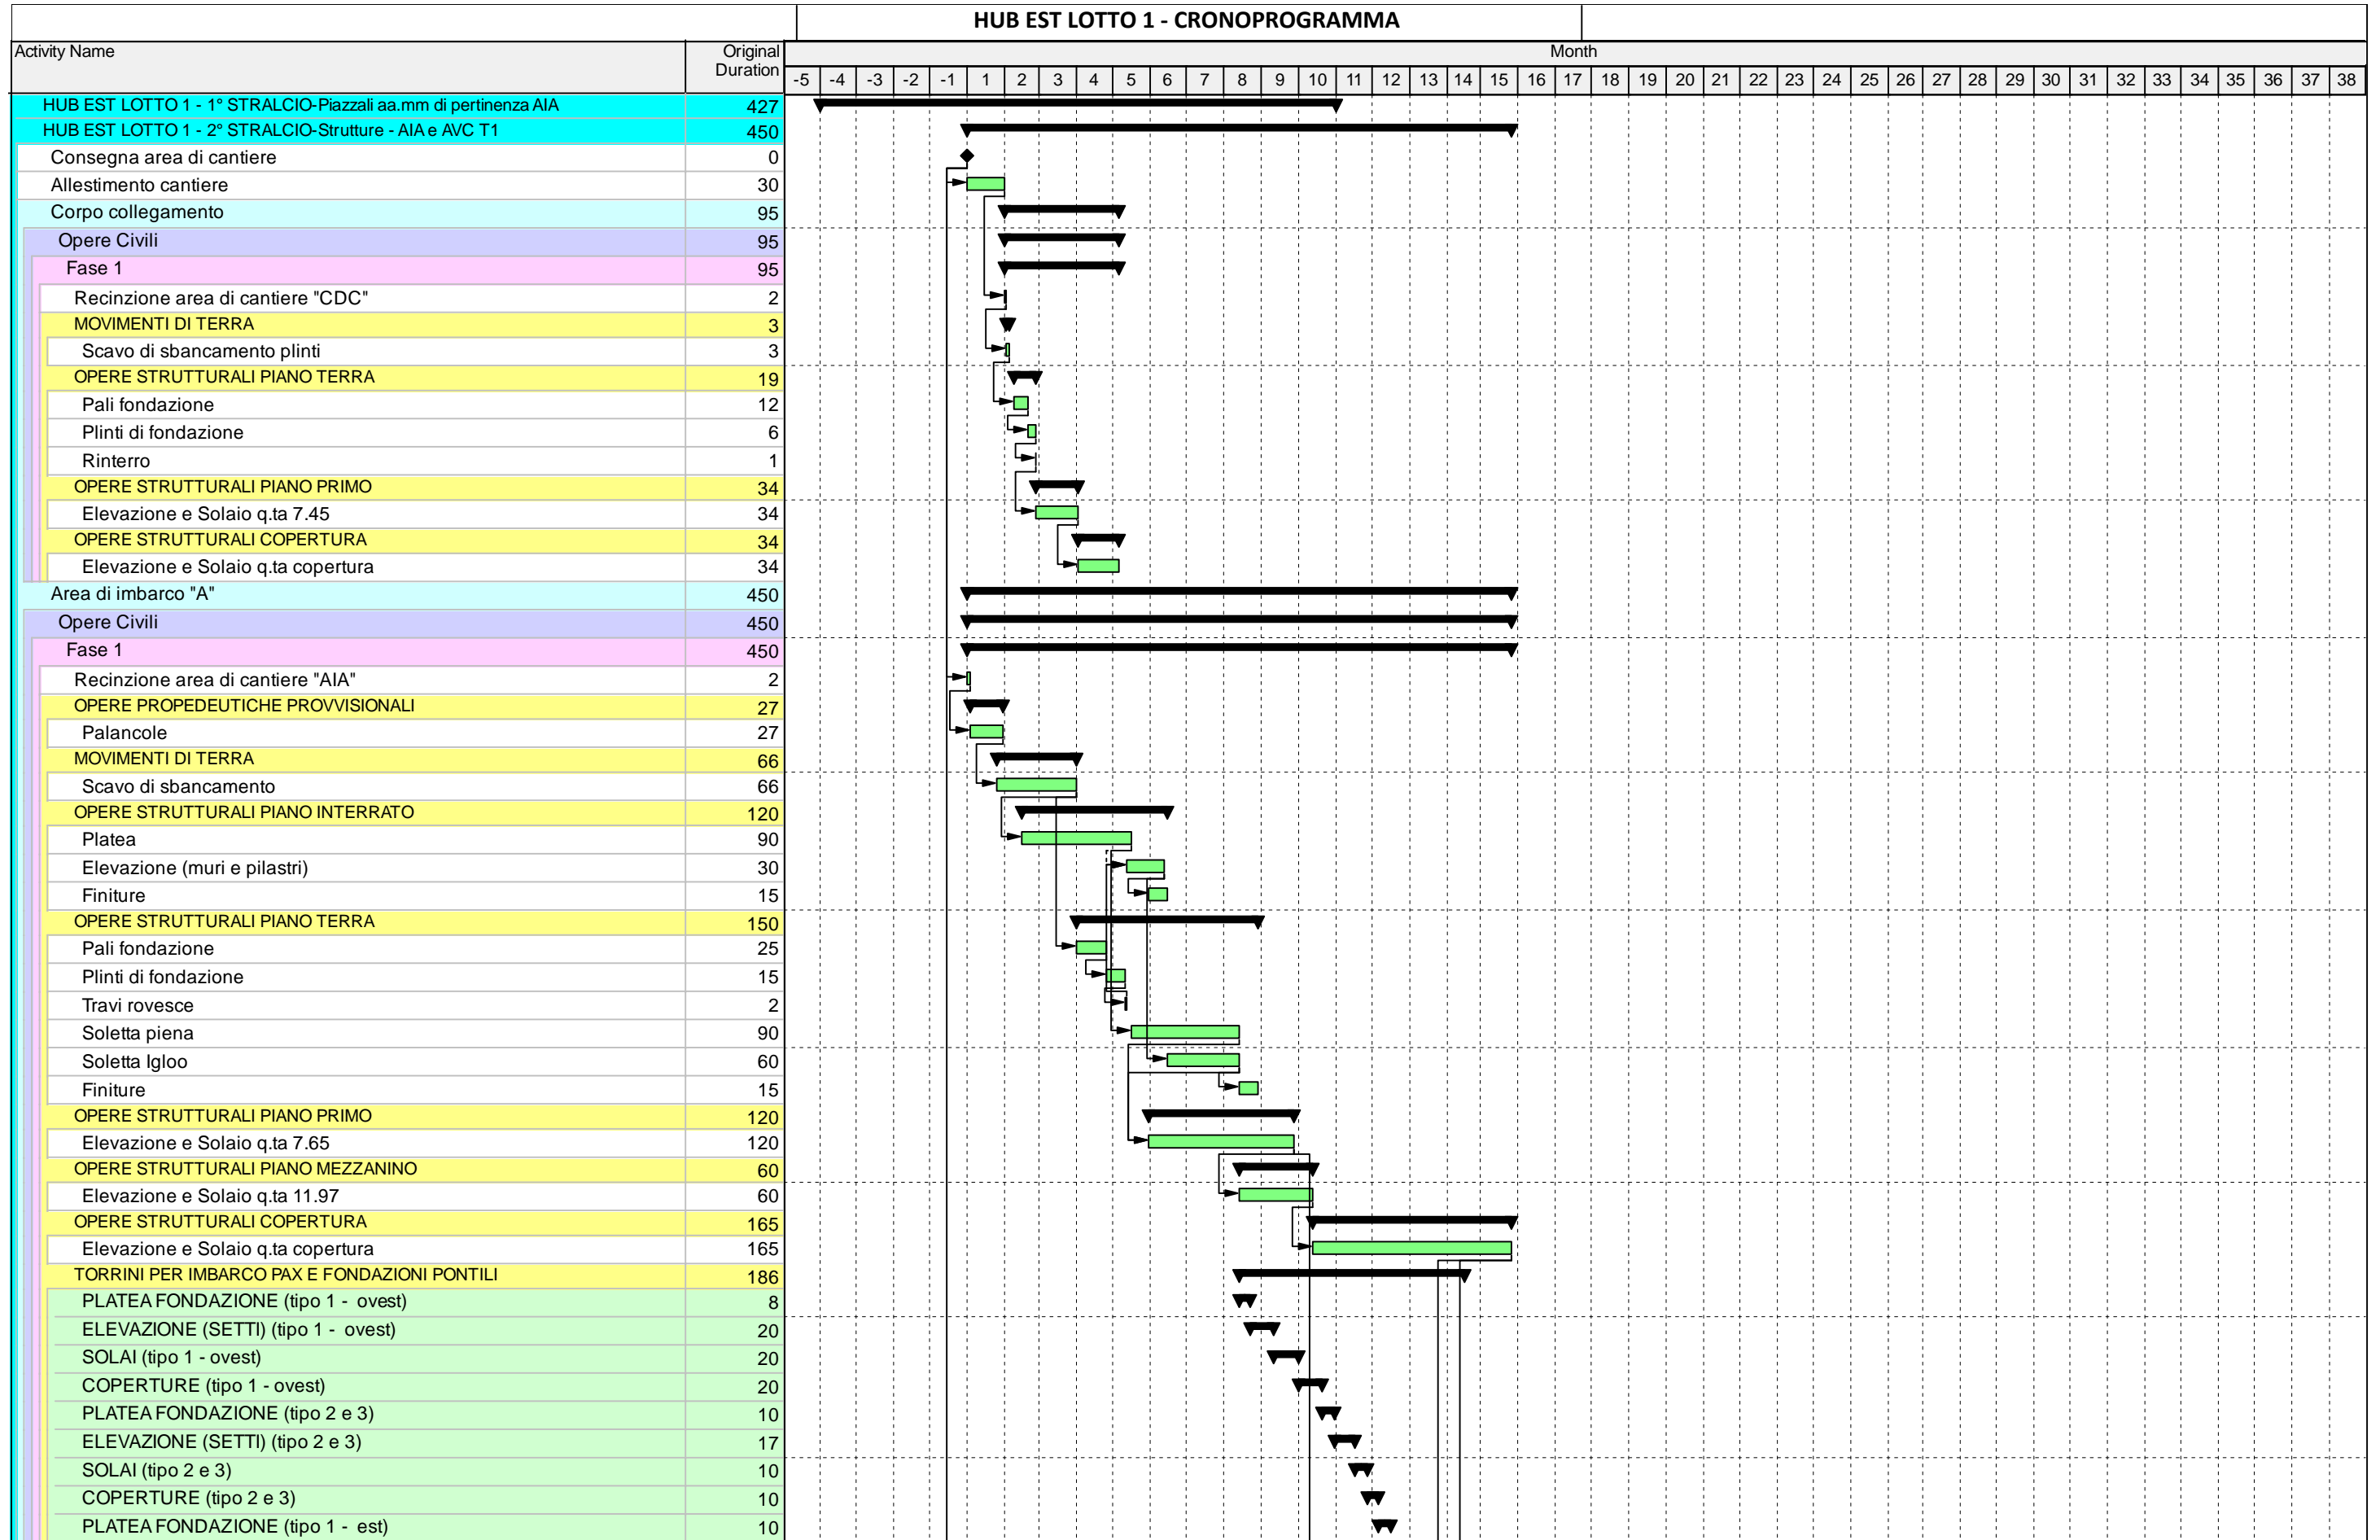 HUB EST LOTTO 1 - CRONOPROGRAMMA
Activity Name Original Duration Month
-5 -4 -3 -2 -1 1 2 3 4 5 6 7 8 9 10 11 12 13 14 15 16 17 18 19 20 21 22 23 24 25 26 27 28 29 30 31 32 33 34 35 36 37 38
HUB EST LOTTO 1 - 1° STRALCIO-Piazzali aa.mm di pertinenza AIA 427
HUB EST LOTTO 1 - 2° STRALCIO-Strutture - AIA e AVC T1 450
Consegna area di cantiere 0
Allestimento cantiere 30
Corpo collegamento 95
Opere Civili 95
Fase 1 95
Recinzione area di cantiere "CDC" 2
MOVIMENTI DI TERRA 3
Scavo di sbancamento plinti 3
OPERE STRUTTURALI PIANO TERRA 19
Pali fondazione 12
Plinti di fondazione 6
Rinterro 1
OPERE STRUTTURALI PIANO PRIMO 34
Elevazione e Solaio q.ta 7.45 34
OPERE STRUTTURALI COPERTURA 34
Elevazione e Solaio q.ta copertura 34
Area di imbarco "A" 450
Opere Civili 450
Fase 1 450
Recinzione area di cantiere "AIA" 2
OPERE PROPEDEUTICHE PROVVISIONALI 27
Palancole 27
MOVIMENTI DI TERRA 66
Scavo di sbancamento 66
OPERE STRUTTURALI PIANO INTERRATO 120
Platea 90
Elevazione (muri e pilastri) 30
Finiture 15
OPERE STRUTTURALI PIANO TERRA 150
Pali fondazione 25
Plinti di fondazione 15
Travi rovesce 2
Soletta piena 90
Soletta Igloo 60
Finiture 15
OPERE STRUTTURALI PIANO PRIMO 120
Elevazione e Solaio q.ta 7.65 120
OPERE STRUTTURALI PIANO MEZZANINO 60
Elevazione e Solaio q.ta 11.97 60
OPERE STRUTTURALI COPERTURA 165
Elevazione e Solaio q.ta copertura 165
TORRINI PER IMBARCO PAX E FONDAZIONI PONTILI 186
PLATEA FONDAZIONE (tipo 1 - ovest) 8
ELEVAZIONE (SETTI) (tipo 1 - ovest) 20
SOLAI (tipo 1 - ovest) 20
COPERTURE (tipo 1 - ovest) 20
PLATEA FONDAZIONE (tipo 2 e 3) 10
ELEVAZIONE (SETTI) (tipo 2 e 3) 17
SOLAI (tipo 2 e 3) 10
COPERTURE (tipo 2 e 3) 10
PLATEA FONDAZIONE (tipo 1 - est) 10